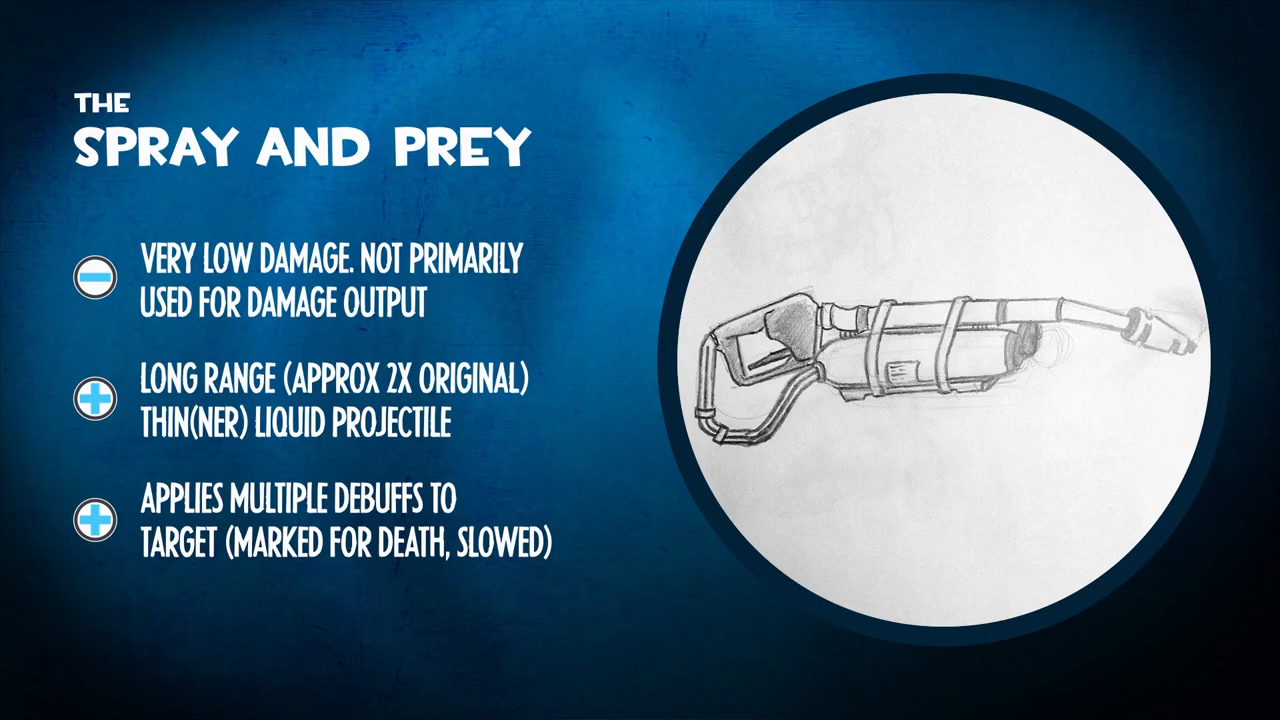 THE
SPRAY AND PREY
VERY LOW DAMAGE. NOT PRIMARILY
USED FOR DAMAGE OUTPUT
LONG RANGE (APPROX 2X ORIGINAL)
THIN(NER) LIQUID PROJECTILE
APPLIES MULTIPLE DEBUFFS TO
TARGET (MARKED FOR DEATH, SLOWED)